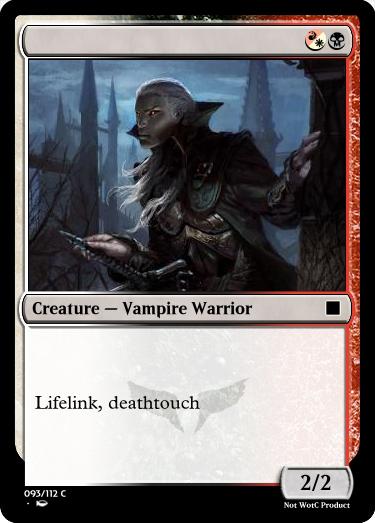 Creature — Vampire Warrior
Lifelink, deathtouch
2/2
093/112 C
Not WotC Product